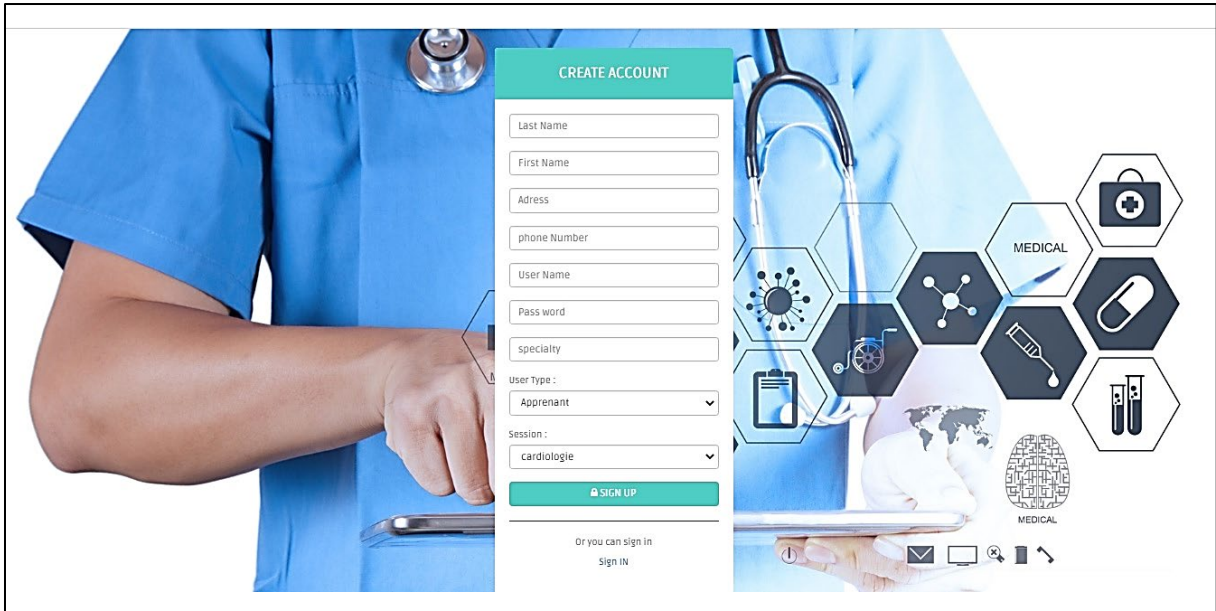 CREATE ACCOUNT
Last Name
First Name
Adress
phone Number
User Name
Pass word
specialty
User Type :
Apprenant
Session :
cardiologie
SIGN UP
Or you can sign in
Sign IN
MEDICAL
MEDICAL